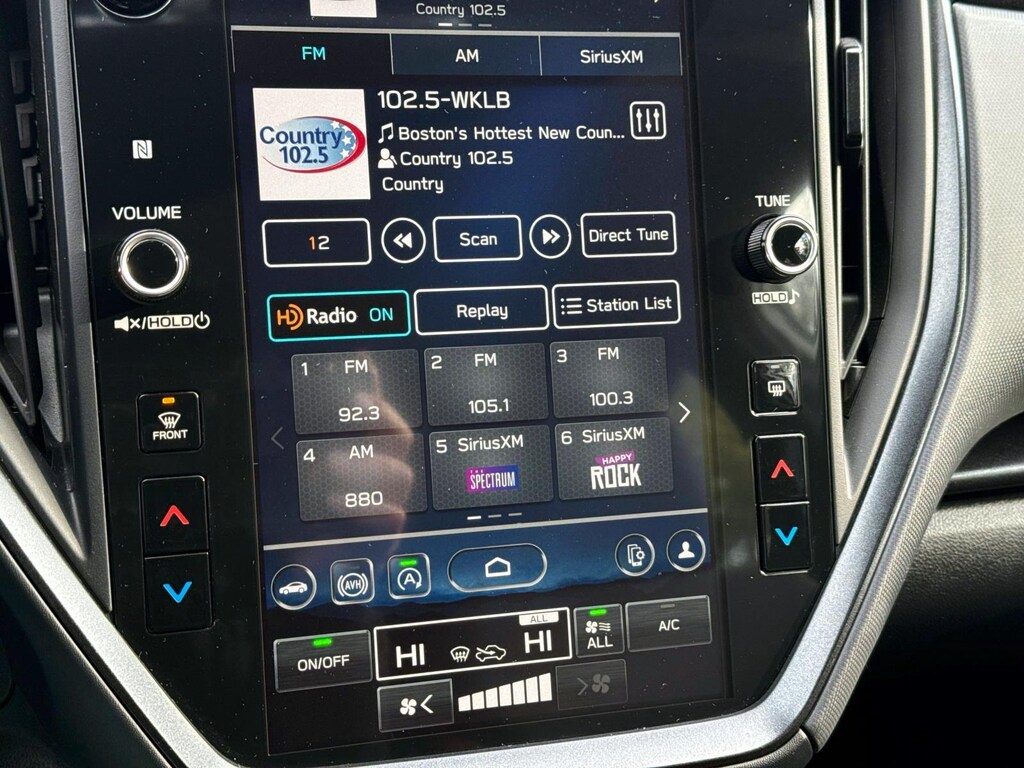 Country 102.5
FM AM SiriusXM
102.5-WKLB
Country 102.5
Boston's Hottest New Coun...
Country 102.5
Country
N
VOLUME
TUNE
12 Scan Direct Tune
HOLD
HOLD
HD Radio ON Replay Station List
1 FM 92.3
2 FM 105.1
3 FM 100.3
4 AM 880
5 SiriusXM THE SPECTRUM
6 SiriusXM HAPPY ROCK
FRONT
AVH
A
ON/OFF
HI ALL HI
ALL
A/C